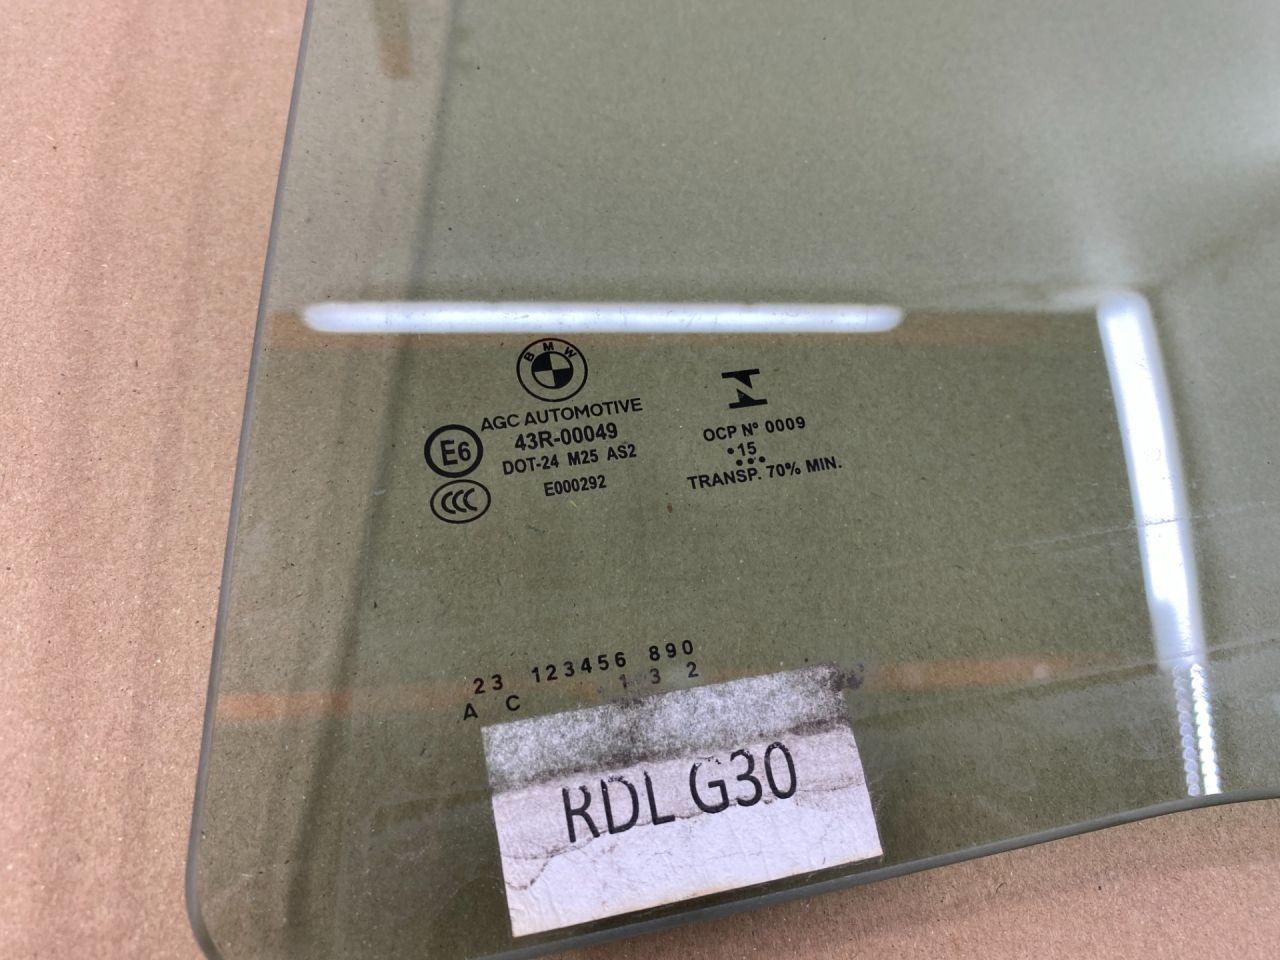 BMW
AGC AUTOMOTIVE
E6
43R-00049
DOT-24 M25 AS2
CCC
E000292
OCP Nº 0009
•15
•••
TRANSP. 70% MIN.
23 123456 890
A C 1 3 2
RDL G30